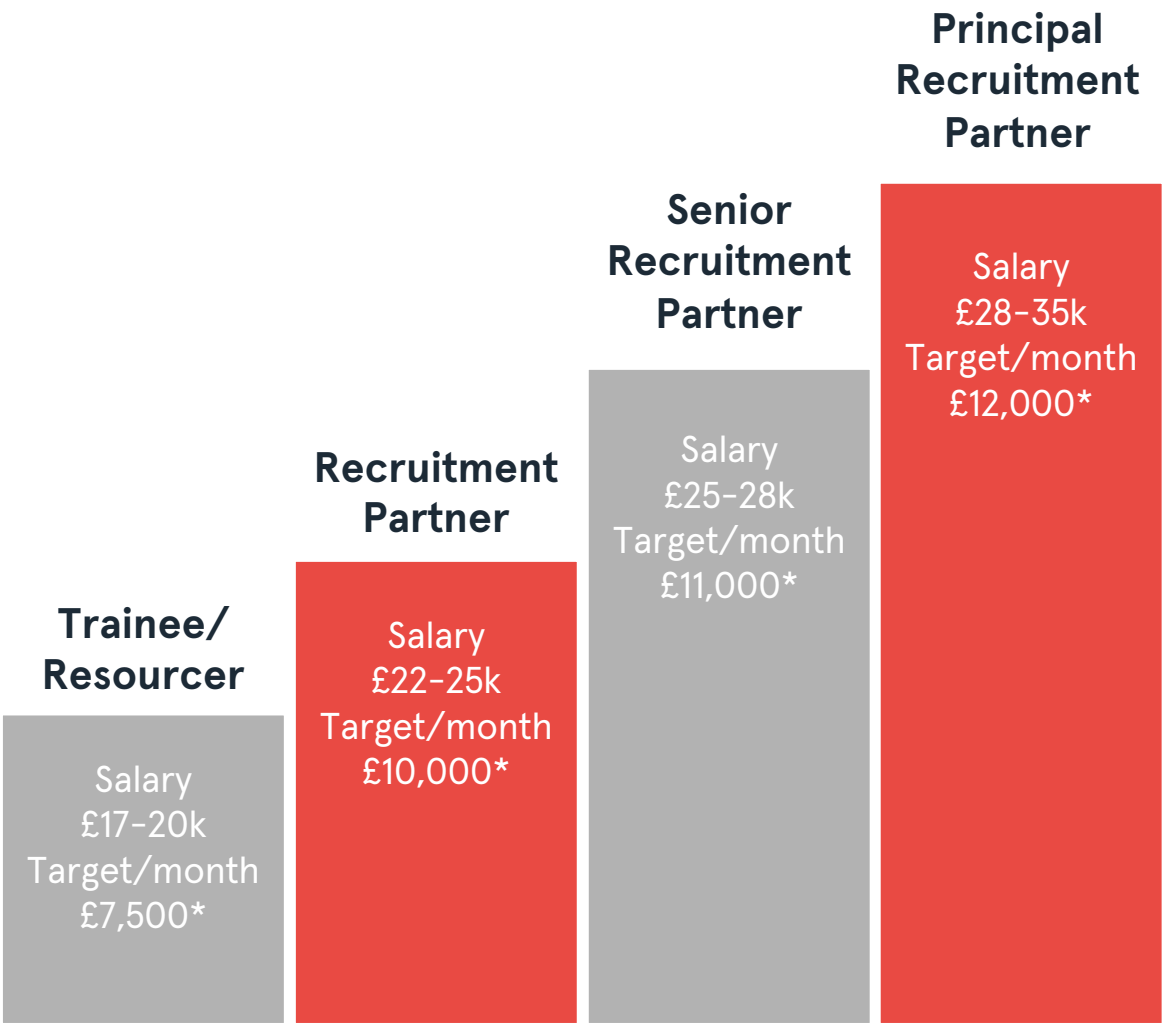 Trainee/
Resourcer
Salary
£17-20k
Target/month
£7,500*
Recruitment
Partner
Salary
£22-25k
Target/month
£10,000*
Senior
Recruitment
Partner
Salary
£25-28k
Target/month
£11,000*
Principal
Recruitment
Partner
Salary
£28-35k
Target/month
£12,000*